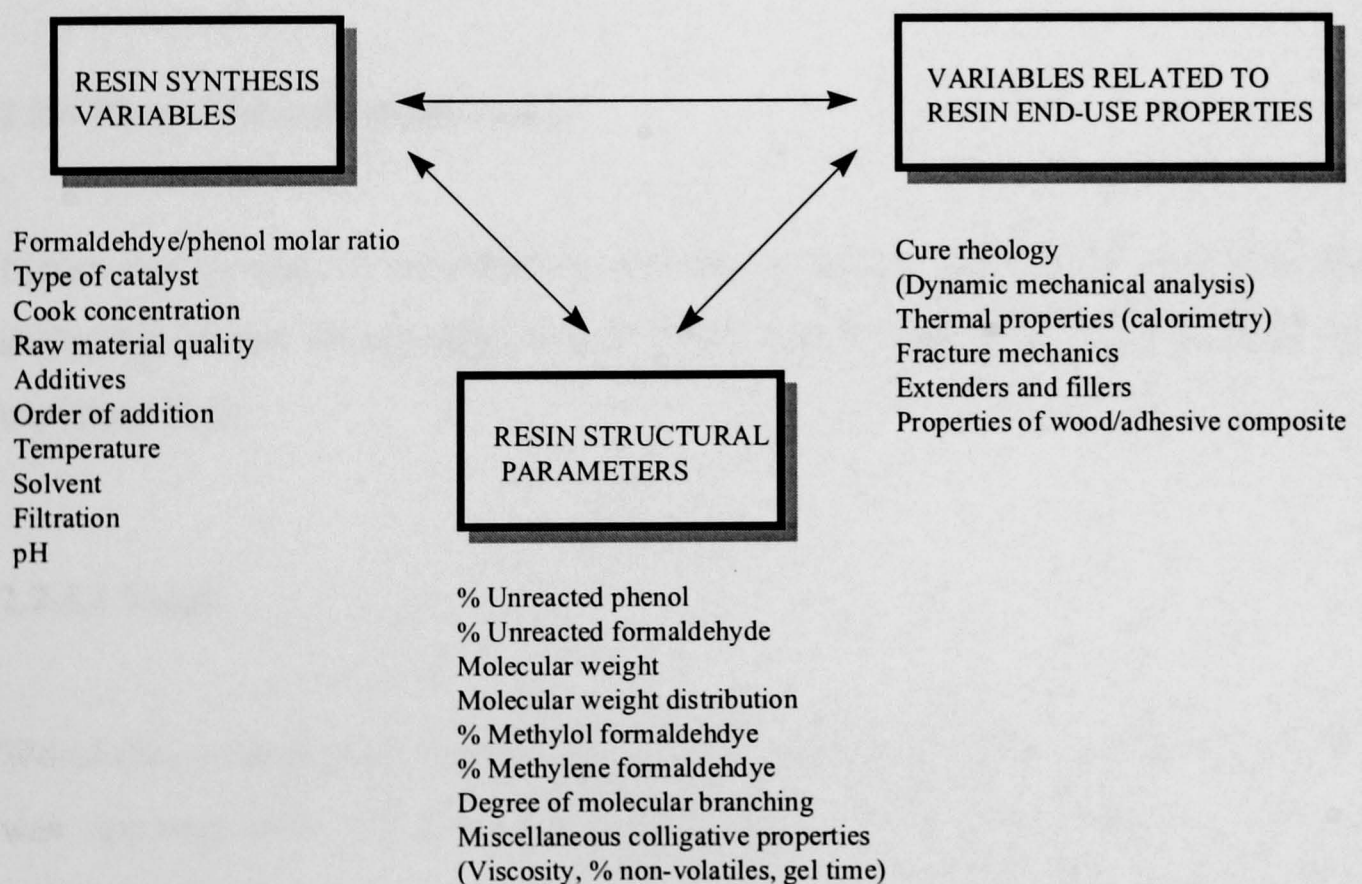 RESIN SYNTHESIS
VARIABLES
VARIABLES RELATED TO
RESIN END-USE PROPERTIES
Formaldehdye/phenol molar ratio
Type of catalyst
Cook concentration
Raw material quality
Additives
Order of addition
Temperature
Solvent
Filtration
pH
Cure rheology
(Dynamic mechanical analysis)
Thermal properties (calorimetry)
Fracture mechanics
Extenders and fillers
Properties of wood/adhesive composite
RESIN STRUCTURAL
PARAMETERS
% Unreacted phenol
% Unreacted formaldehyde
Molecular weight
Molecular weight distribution
% Methylol formaldehdye
% Methylene formaldehdye
Degree of molecular branching
Miscellaneous colligative properties
(Viscosity, % non-volatiles, gel time)